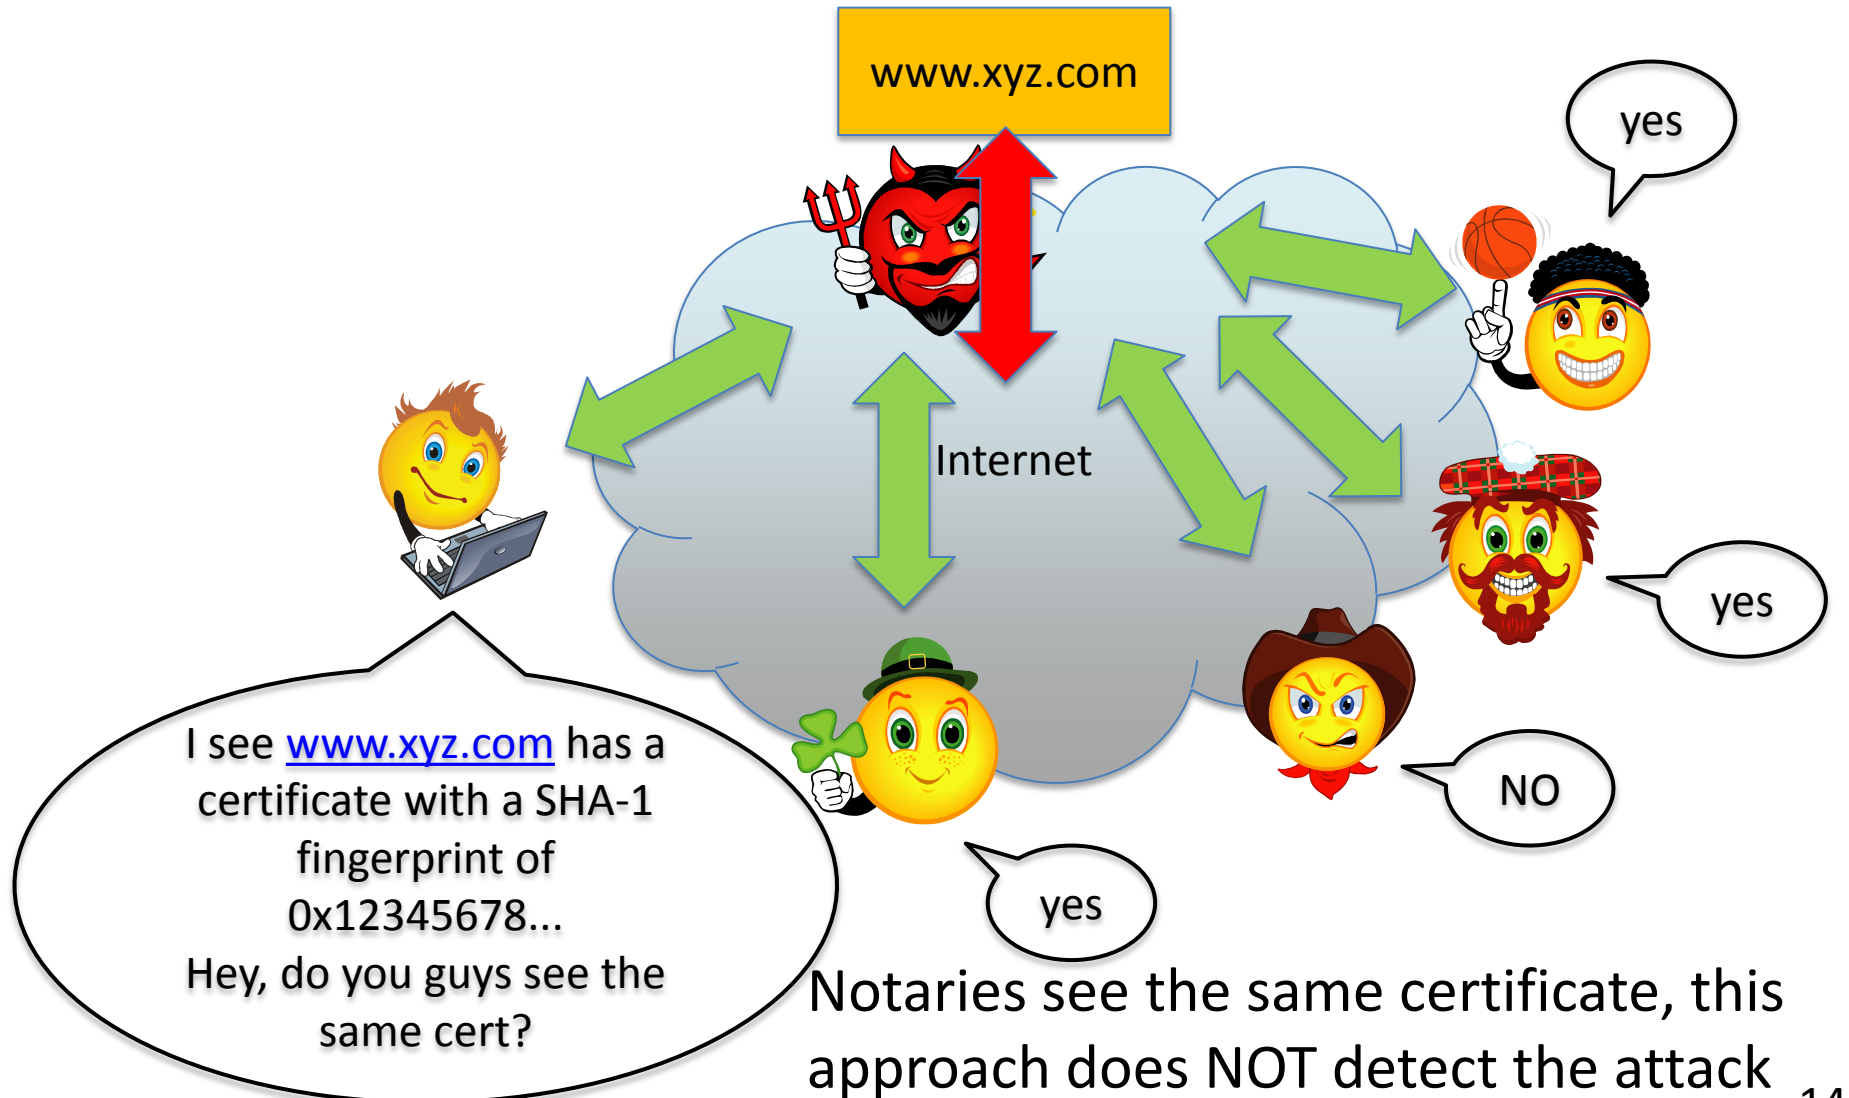 www.xyz.com
yes
Internet
yes
I see www.xyz.com has a
certificate with a SHA-1
fingerprint of
0x12345678...
Hey, do you guys see the
same cert?
NO
yes
Notaries see the same certificate, this
approach does NOT detect the attack
14